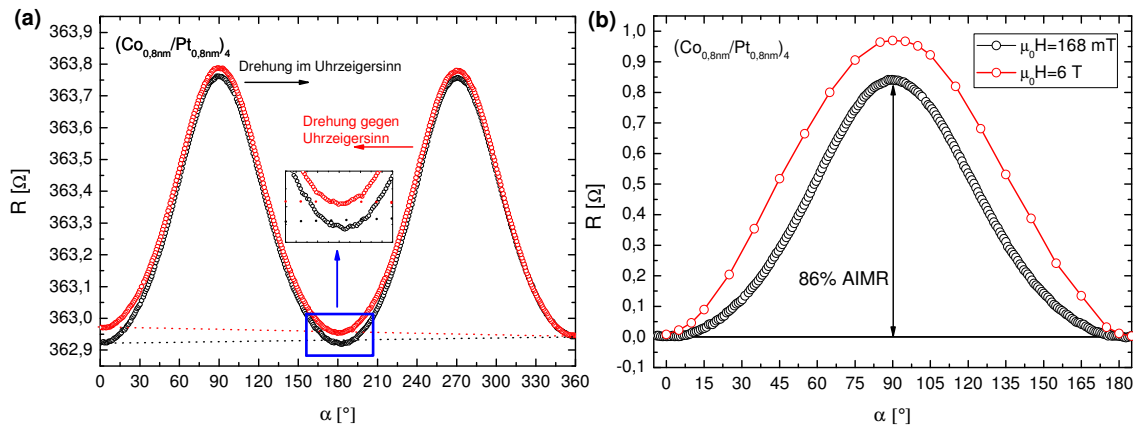 (a)
363,9
363,8
363,7
363,6
363,5
363,4
363,3
363,2
363,1
363,0
362,9
R [Ω]
(Co0,8nm/Pt0,8nm)4
Drehung im Uhrzeigersinn
Drehung gegen
Uhrzeigersinn
0 30 60 90 120 150 180 210 240 270 300 330 360
α [°]
(b)
1,0
0,9
0,8
0,7
0,6
0,5
0,4
0,3
0,2
0,1
0,0
-0,1
R [Ω]
(Co0,8nm/Pt0,8nm)4
μ0H=168 mT
μ0H=6 T
86% AIMR
0 15 30 45 60 75 90 105 120 135 150 165 180
α [°]